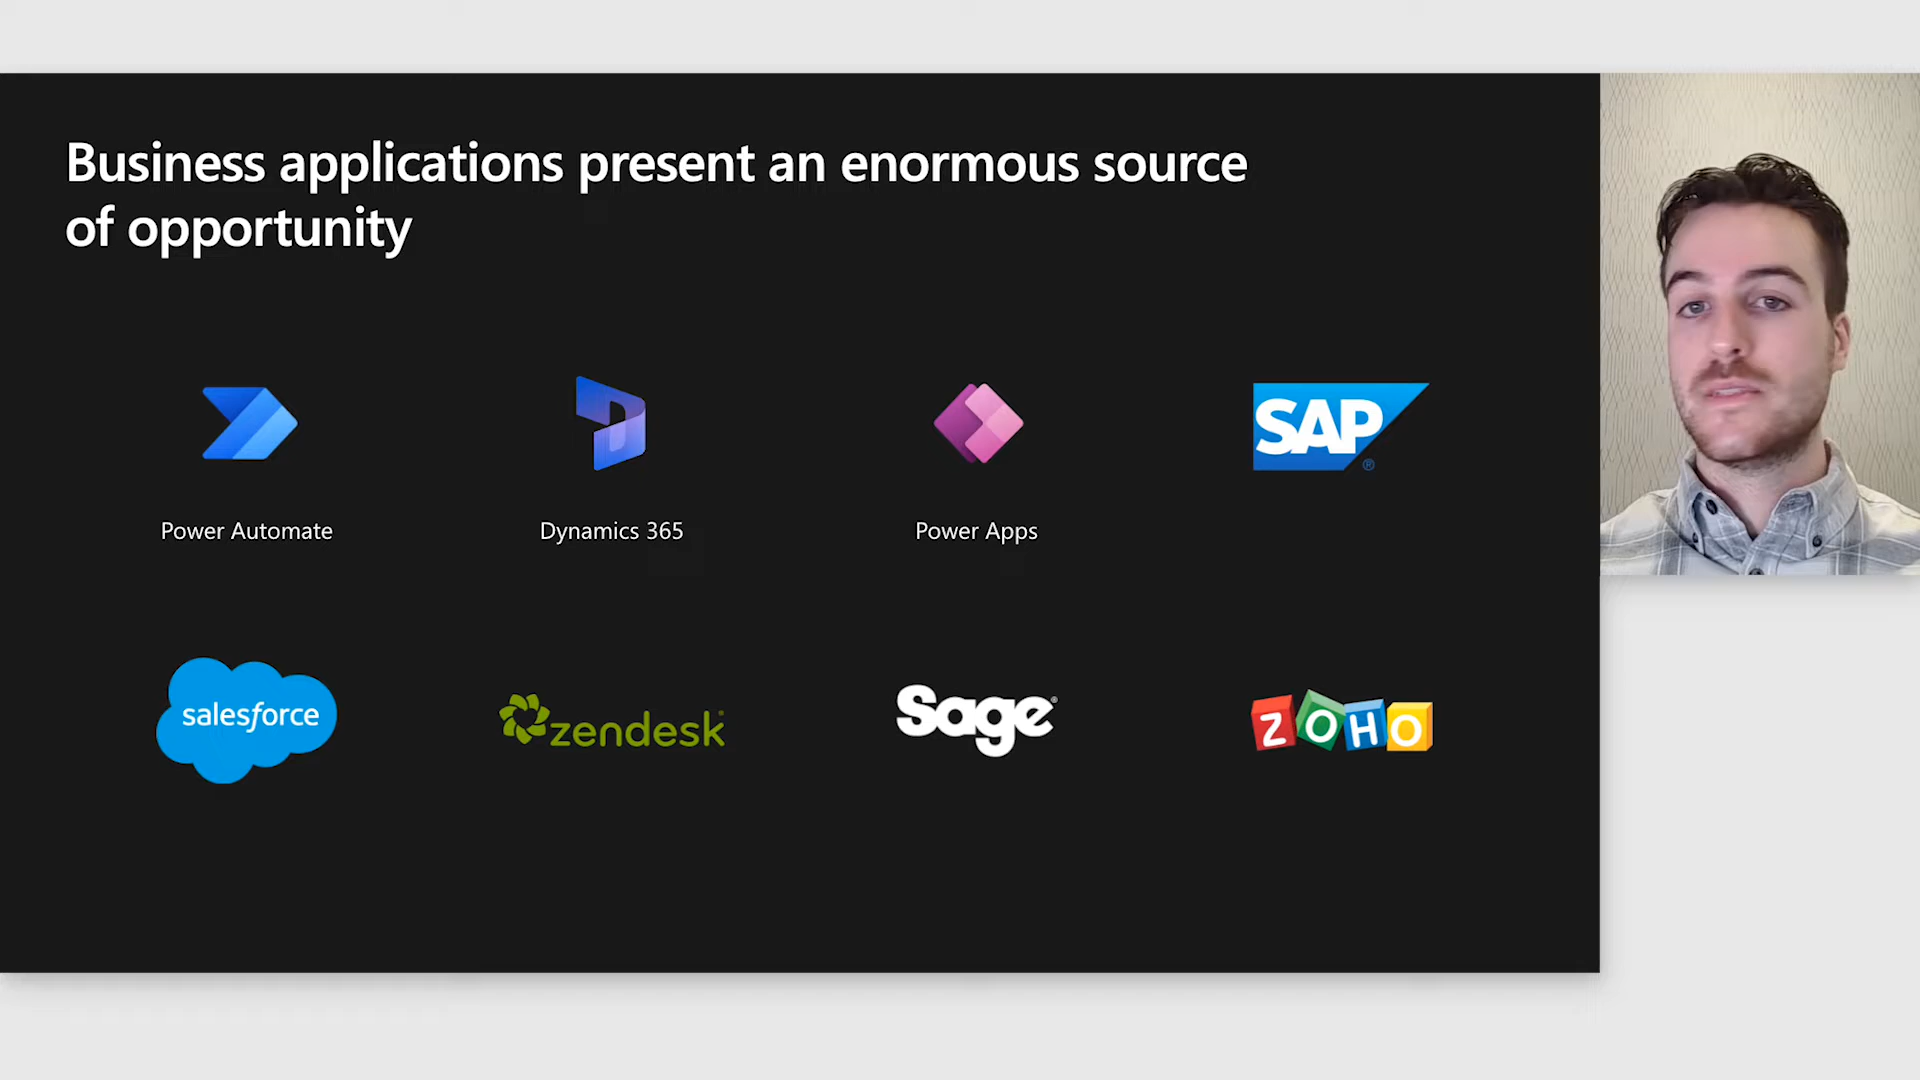 Business applications present an enormous source
of opportunity
SAP®
Power Automate
Dynamics 365
Power Apps
salesforce
zendesk
Sage®
ZOHO